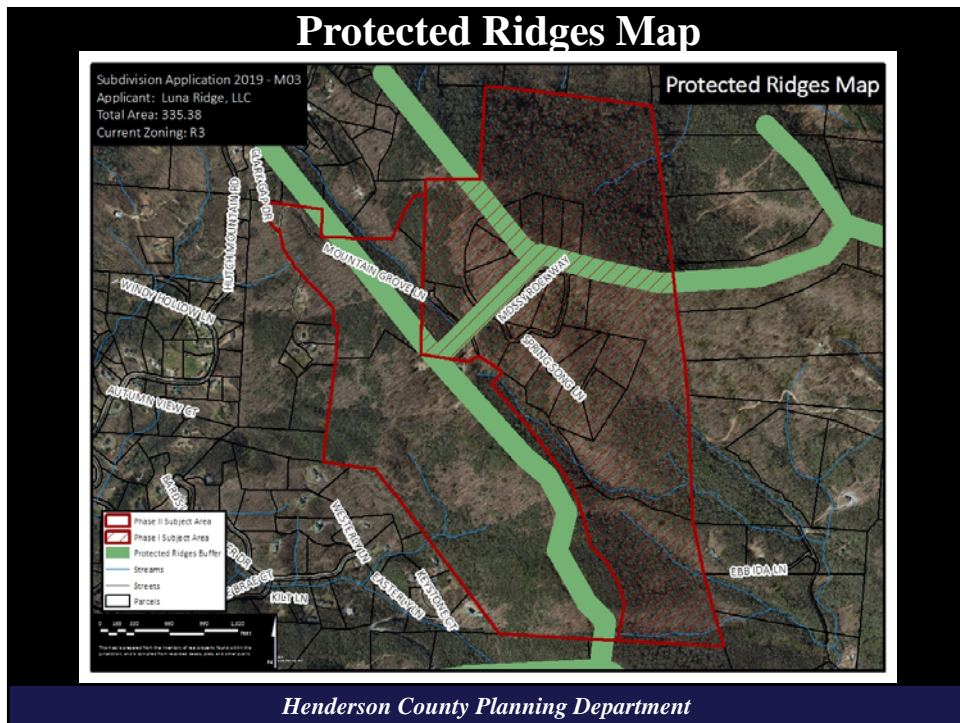 Protected Ridges Map
Subdivision Application 2019 - M03
Applicant: Luna Ridge, LLC
Total Area: 335.38
Current Zoning: R3
Protected Ridges Map
CLARK GAP DR
HUTCH MOUNTAIN RD
MOUNTAIN GROVE LN
WINDY HOLLOW LN
MOSSY ROCK WAY
SPRING SONG LN
AUTUMN VIEW CT
WESTERLY LN
EBB IDA LN
KILT LN
EASTERLY LN
KEYSTONE CT
Phase II Subject Area
Phase I Subject Area
Protected Ridges Buffer
Streams
Streets
Parcels
Feet
N
Henderson County Planning Department